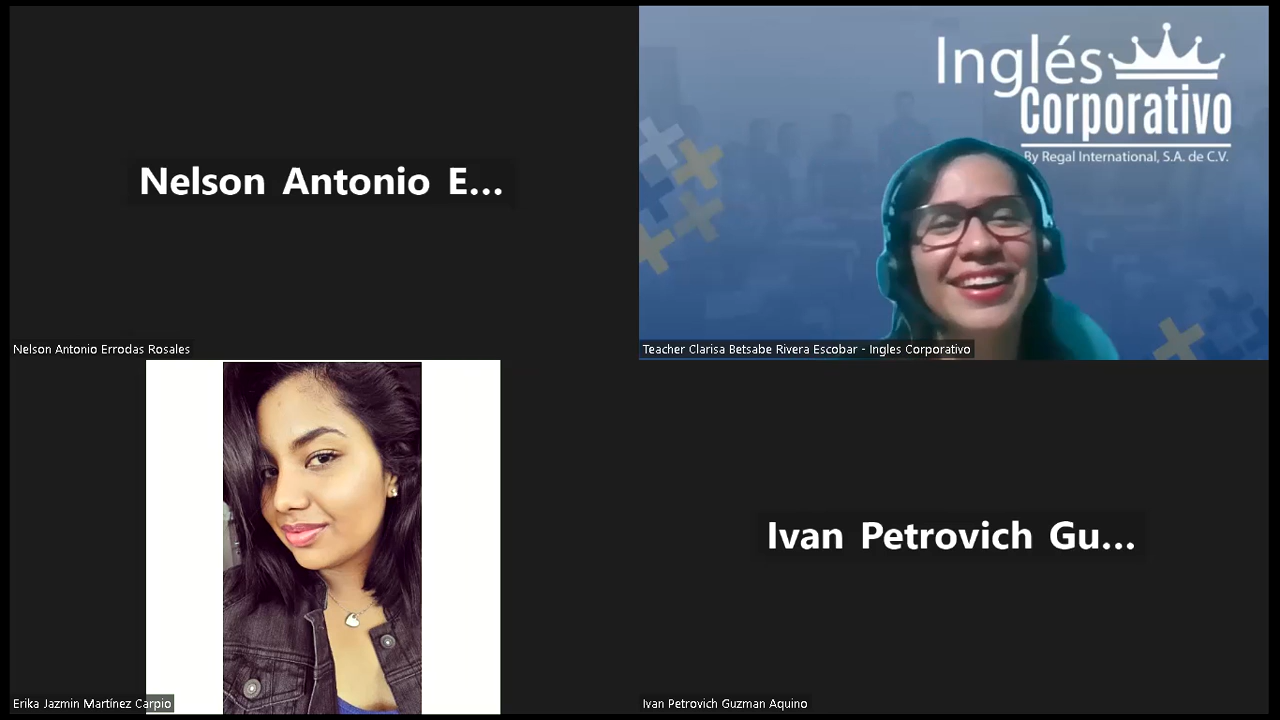 Nelson Antonio E...
Nelson Antonio Errodas Rosales
Inglés
Corporativo
By Regal International, S.A. de C.V.
Teacher Clarisa Betsabe Rivera Escobar - Ingles Corporativo
Erika Jazmin Martínez Carpio
Ivan Petrovich Gu...
Ivan Petrovich Guzman Aquino